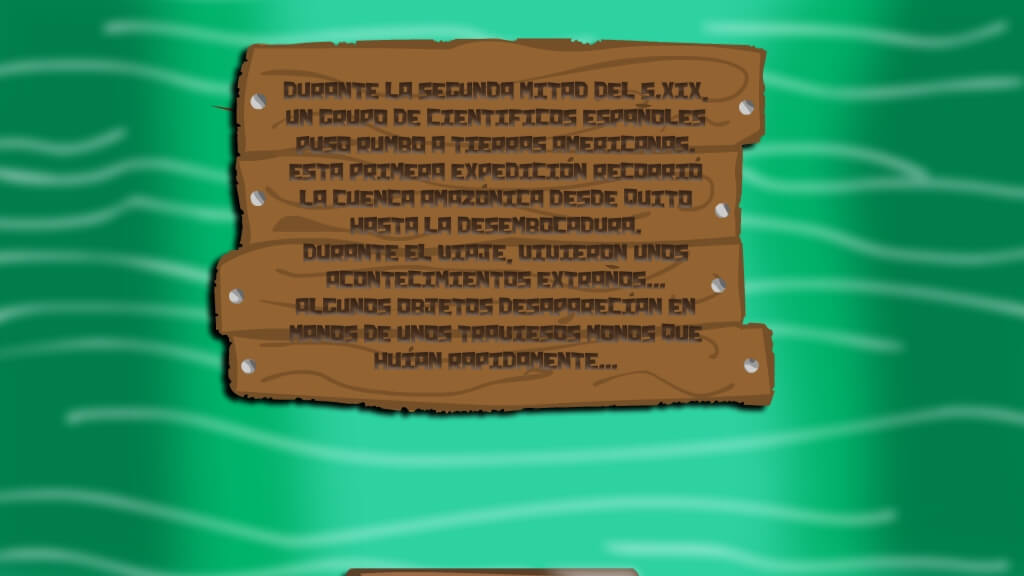 DURANTE LA SEGUNDA MITAD DEL S.XIX,
UN GRUPO DE CIENTIFICOS ESPAÑOLES
PUSO RUMBO A TIERRAS AMERICANAS.
ESTA PRIMERA EXPEDICIÓN RECORRIÓ
LA CUENCA AMAZÓNICA DESDE QUITO
HASTA LA DESEMBOCADURA.
DURANTE EL VIAJE, VIVIERON UNOS
ACONTECIMIENTOS EXTRAÑOS...
ALGUNOS OBJETOS DESAPARECÍAN EN
MANOS DE UNOS TRAVIESOS MONOS QUE
HUÍAN RAPIDAMENTE...